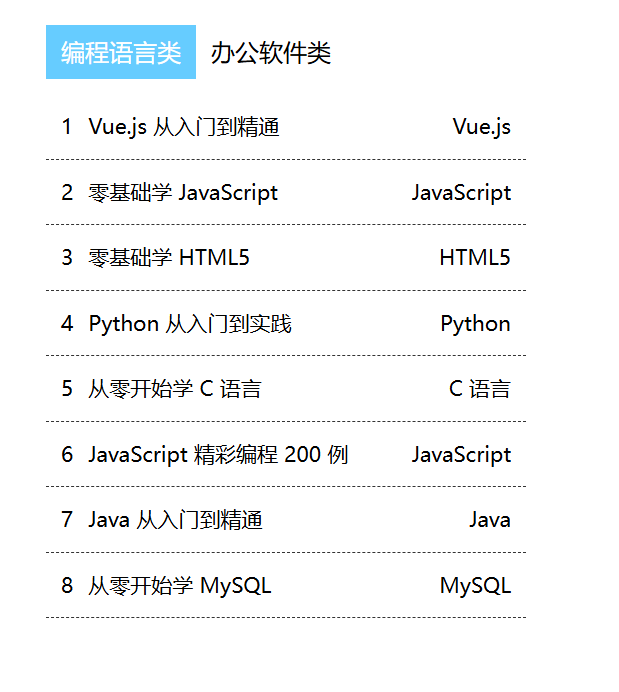 编程语言类 办公软件类
1 Vue.js 从入门到精通 Vue.js
2 零基础学 JavaScript JavaScript
3 零基础学 HTML5 HTML5
4 Python 从入门到实践 Python
5 从零开始学 C 语言 C 语言
6 JavaScript 精彩编程 200 例 JavaScript
7 Java 从入门到精通 Java
8 从零开始学 MySQL MySQL